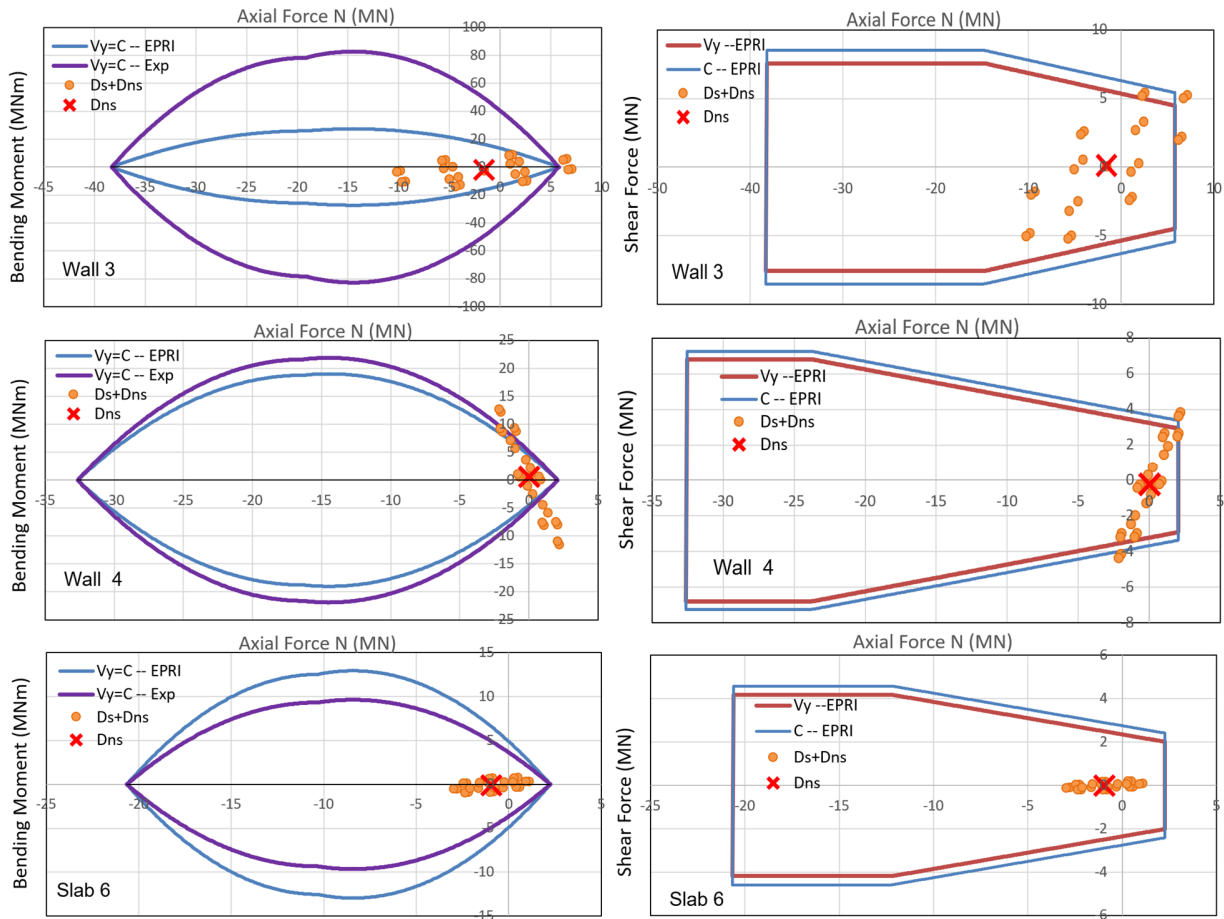 Axial Force N (MN)
Bending Moment (MNm)
100
80
60
40
20
0
-20
-40
-60
-80
-100
-45
-40
-35
-30
-25
-20
-15
-10
-5
0
5
10
Vy=C -- EPRI
Vy=C -- Exp
Ds+Dns
Dns
Wall 3
Axial Force N (MN)
Shear Force (MN)
10
5
0
-5
-10
-50
-40
-30
-20
-10
0
10
Vy --EPRI
C -- EPRI
Ds+Dns
Dns
Wall 3
Axial Force N (MN)
Bending Moment (MNm)
25
20
15
10
5
0
-5
-10
-15
-20
-25
-35
-30
-25
-20
-15
-10
-5
0
5
Vy=C -- EPRI
Vy=C -- Exp
Ds+Dns
Dns
Wall 4
Axial Force N (MN)
Shear Force (MN)
8
6
4
2
0
-2
-4
-6
8
-35
-30
-25
-20
-15
-10
-5
0
5
Vy --EPRI
C -- EPRI
Ds+Dns
Dns
Wall 4
Axial Force N (MN)
Bending Moment (MNm)
15
10
5
0
-5
-10
-15
-25
-20
-15
-10
-5
0
5
Vy=C -- EPRI
Vy=C -- Exp
Ds+Dns
Dns
Slab 6
Axial Force N (MN)
Shear Force (MN)
6
4
2
0
-2
-4
-6
-25
-20
-15
-10
-5
0
5
Vy --EPRI
C -- EPRI
Ds+Dns
Dns
Slab 6